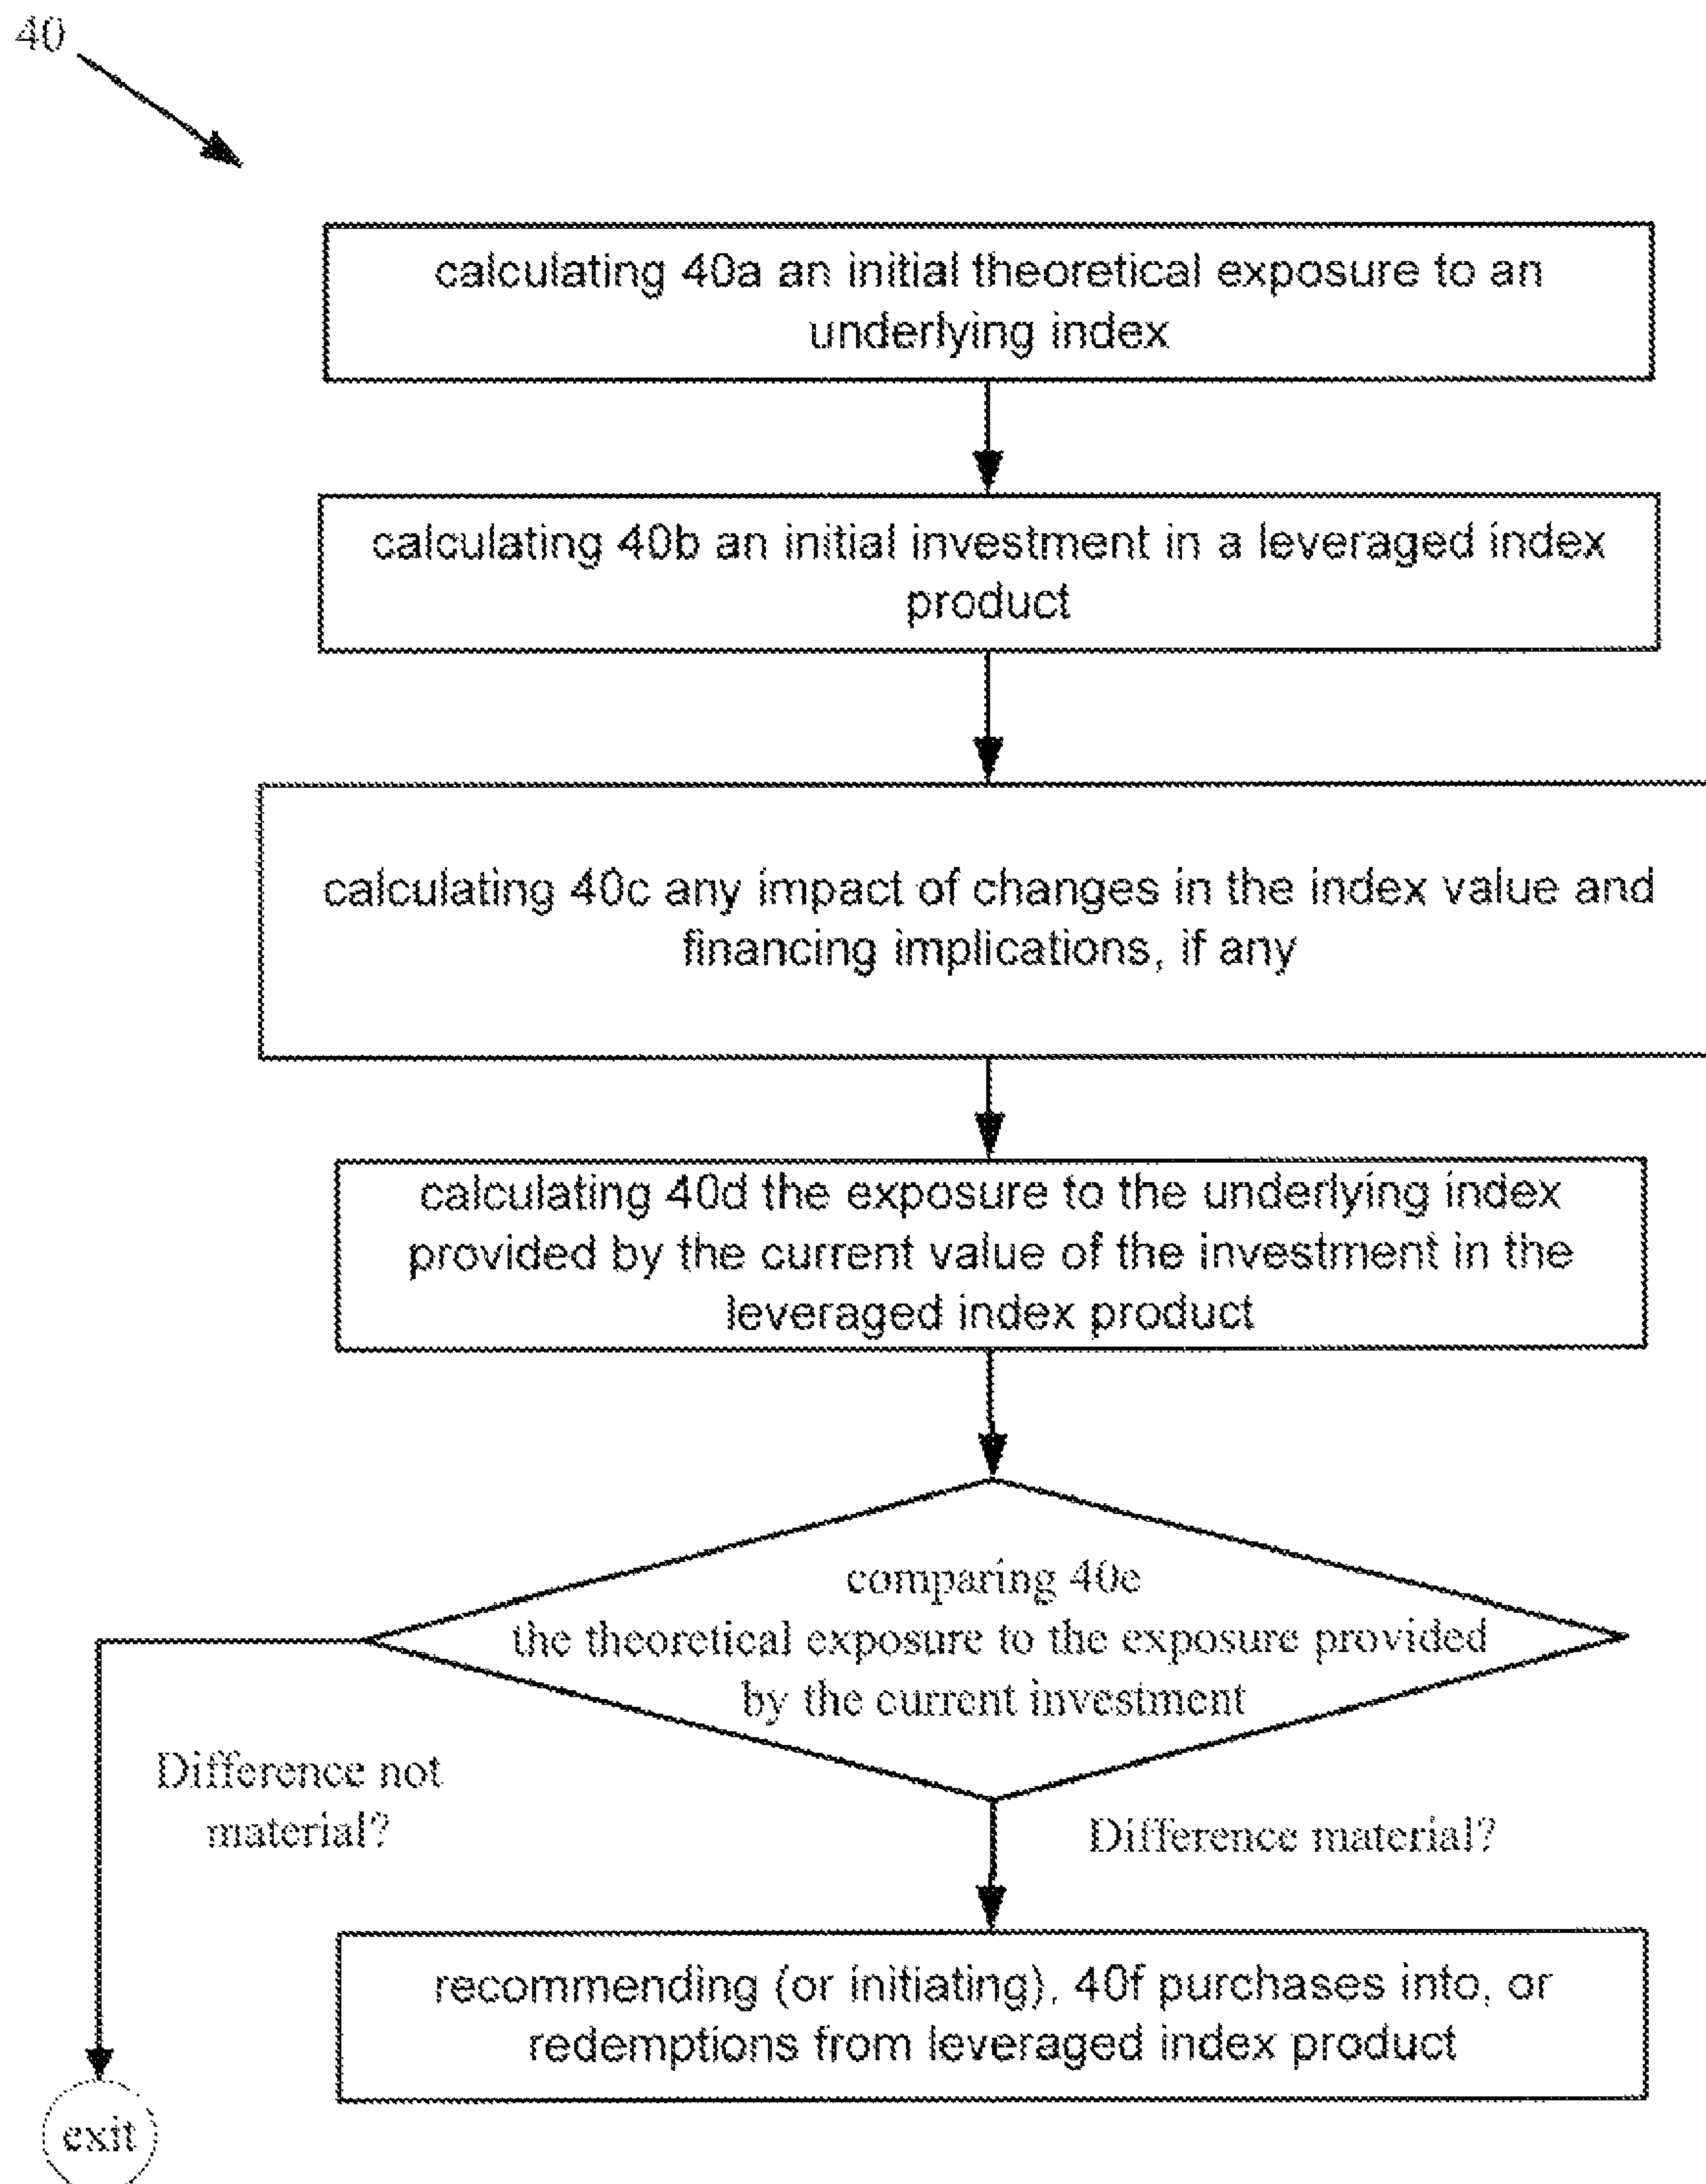 40
calculating 40a an initial theoretical exposure to an
underlying index
calculating 40b an initial investment in a leveraged index
product
calculating 40c any impact of changes in the index value and
financing implications, if any
calculating 40d the exposure to the underlying index
provided by the current value of the investment in the
leveraged index product
comparing 40e
the theoretical exposure to the exposure provided
by the current investment
Difference not
material?
Difference material?
recommending (or initiating), 40f purchases into, or
redemptions from leveraged index product
exit